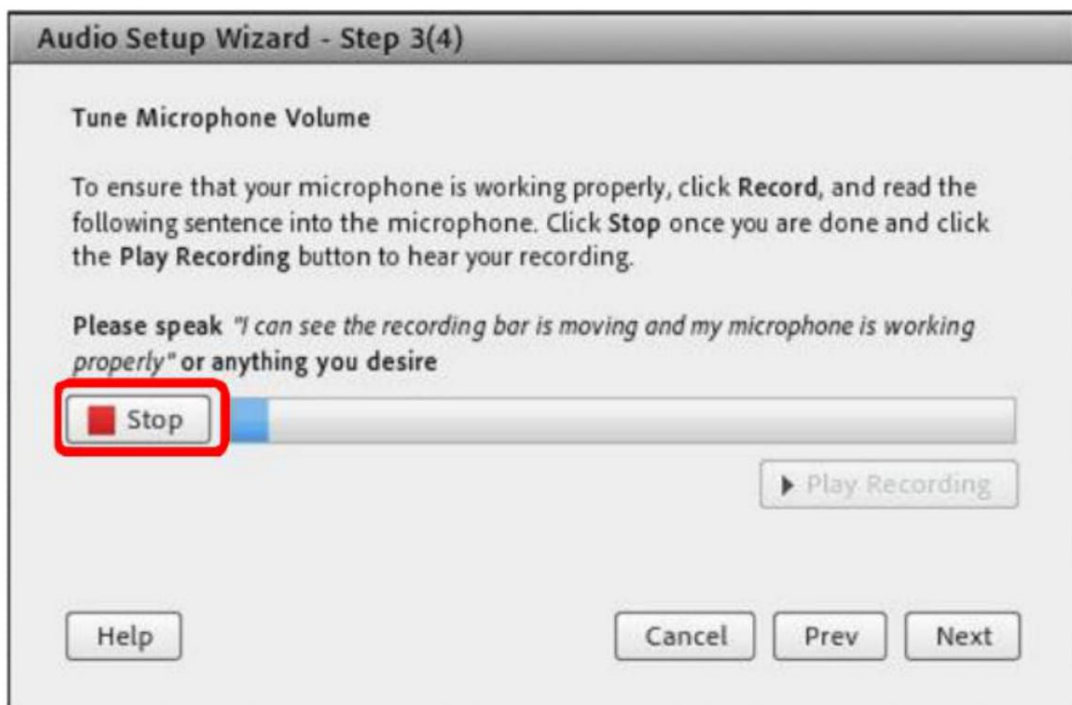 Audio Setup Wizard - Step 3(4)
Tune Microphone Volume
To ensure that your microphone is working properly, click Record, and read the
following sentence into the microphone. Click Stop once you are done and click
the Play Recording button to hear your recording.
Please speak "I can see the recording bar is moving and my microphone is working
properly" or anything you desire
Stop
Play Recording
Help Cancel Prev Next